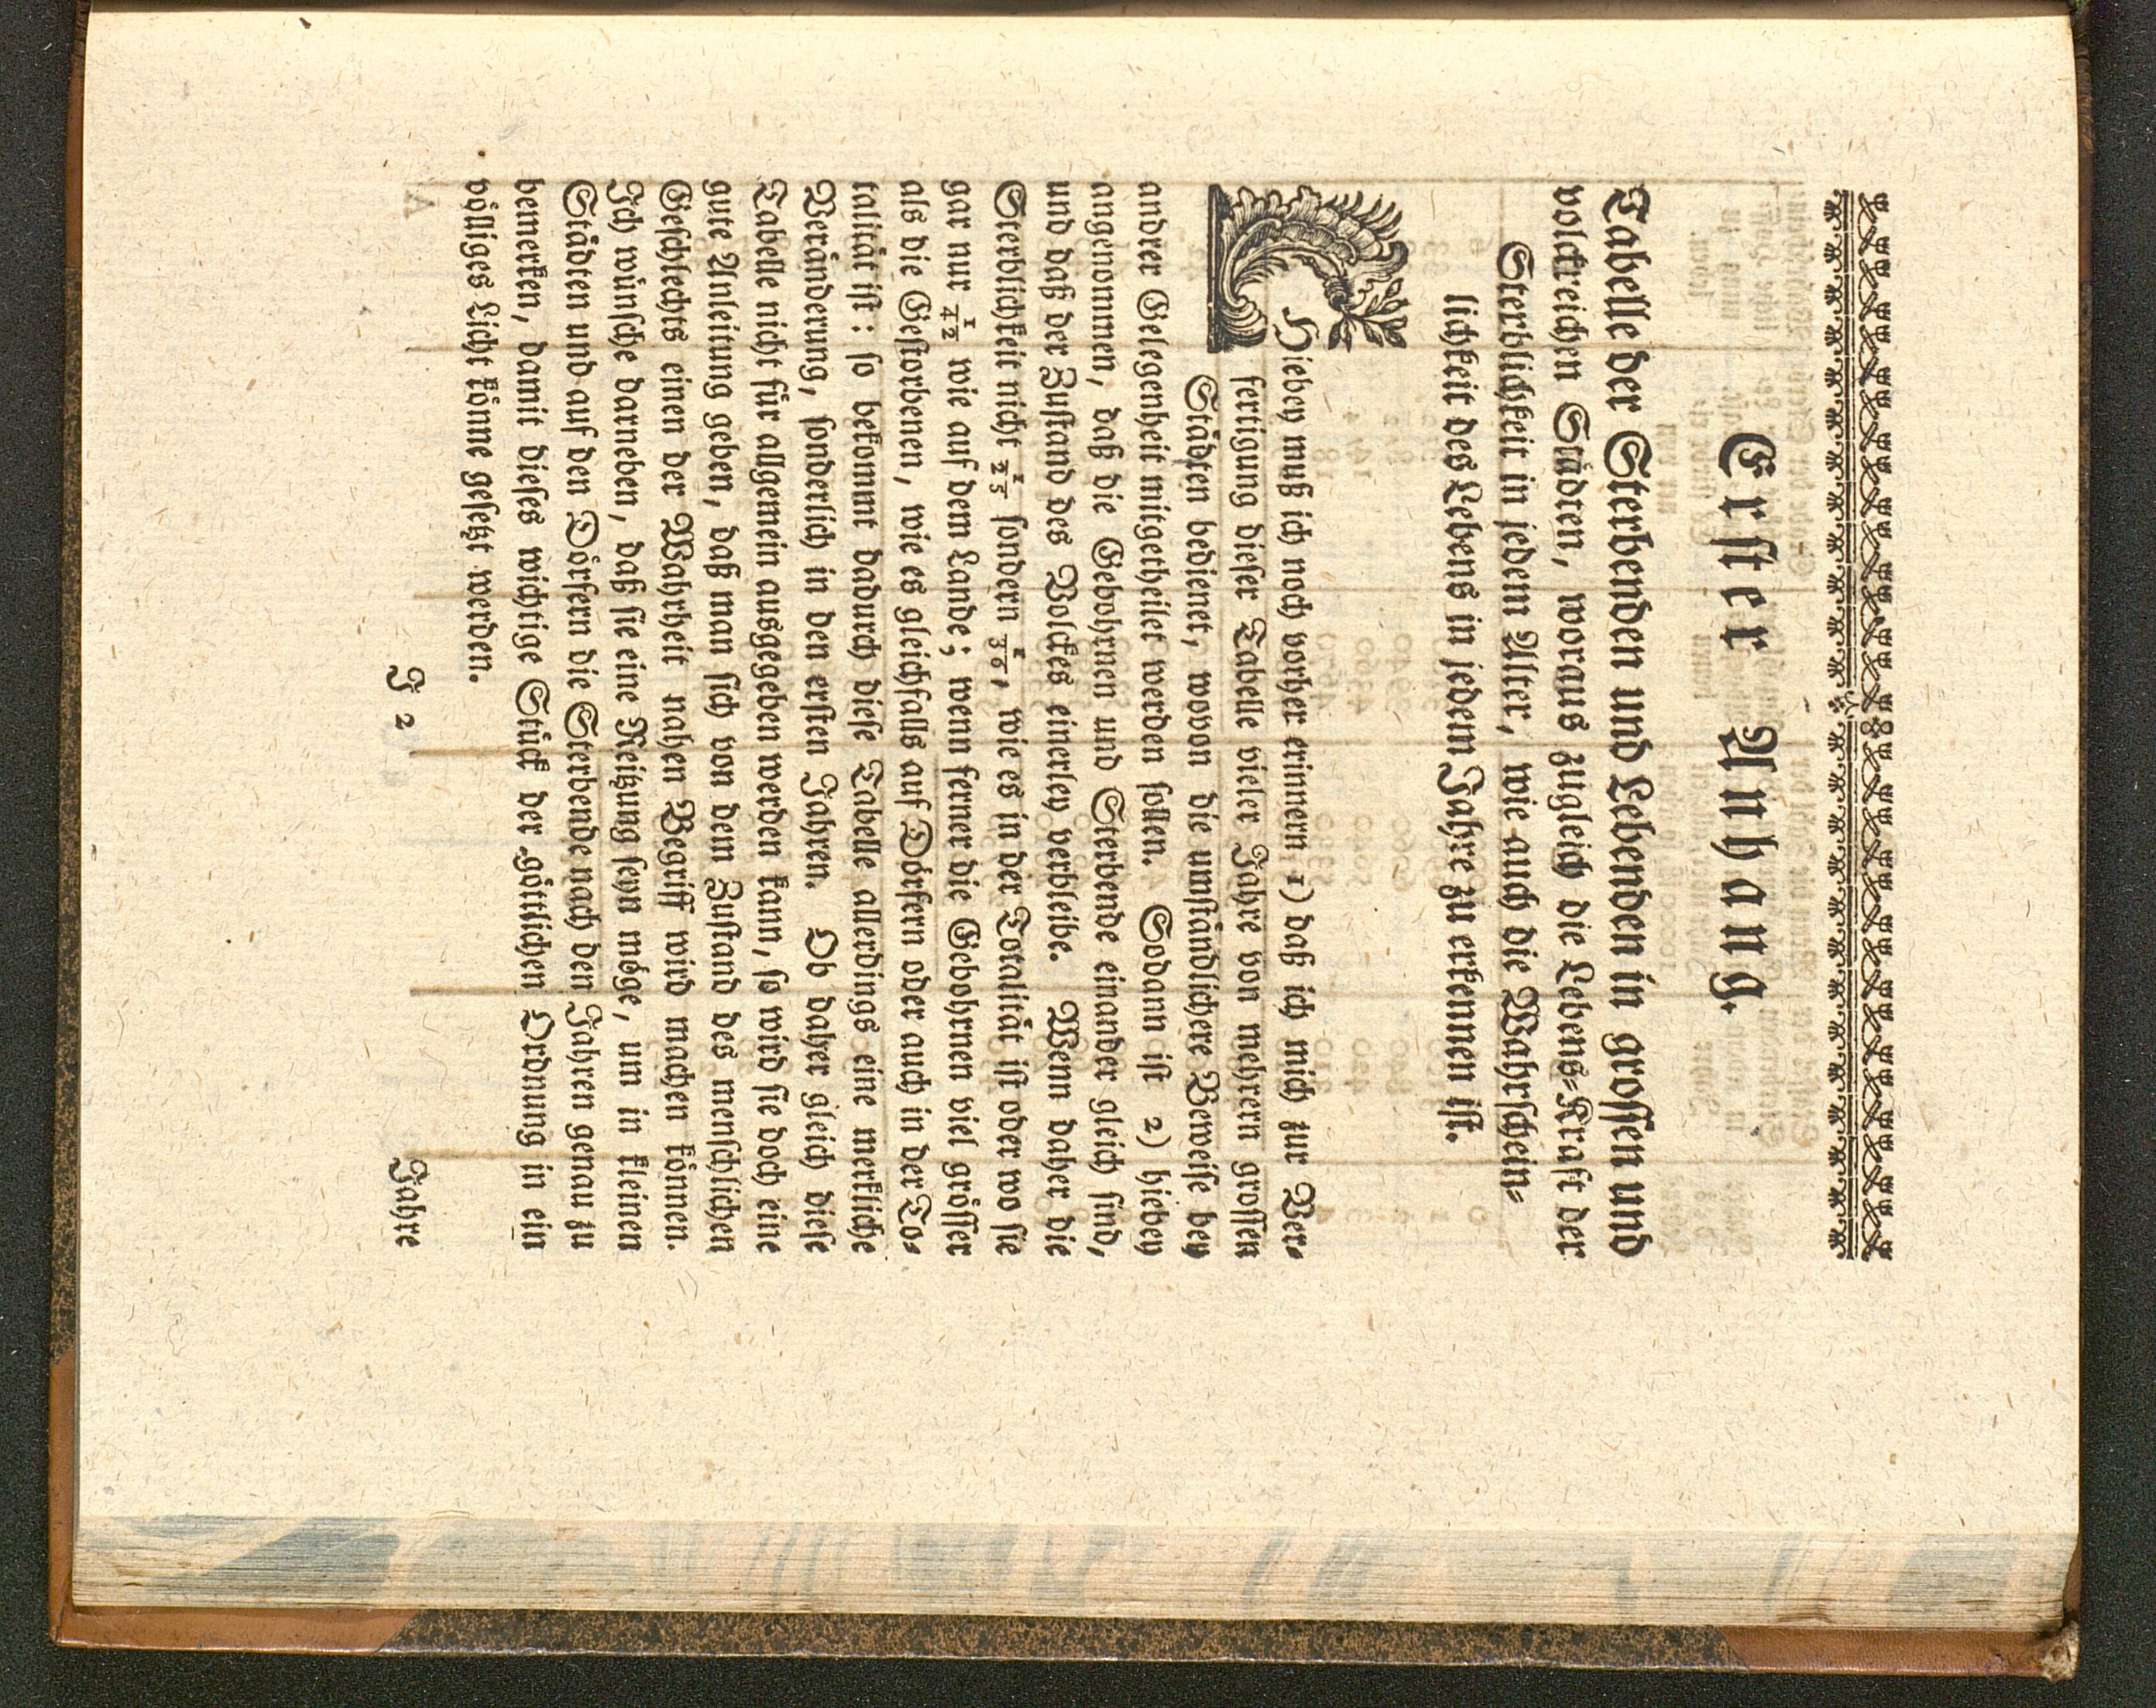 Erster Anhang.
Tabelle der Sterbenden und Lebenden in grossen und
volckreichen Städten, woraus zugleich die Lebens-Kraft der
Sterblichkeit in jedem Alter, wie auch die Wahrschein-
lichkeit des Lebens in jedem Jahre zu erkennen ist.
Hiebey muß ich noch vorher erinnern, 1) daß ich mich zur Ver-
fertigung dieser Tabelle vieler Jahre von mehrern grossen
Städten bedienet, wovon die umständlichere Beweise bey
andrer Gelegenheit mitgetheilet werden sollen. Sodann ist 2) hiebey
angenommen, daß die Gebohrnen und Sterbende einander gleich sind,
und daß der Zustand des Volckes einerley verbleibe. Wenn daher die
Sterblichkeit nicht 1/25 sondern 1/36, wie es in der Totalität ist oder wo sie
gar nur 1/42 wie auf dem Lande; wenn ferner die Gebohrnen viel grösser
als die Gestorbenen, wie es gleichfalls auf Dörfern oder auch in der To-
talität ist: so bekommt dadurch diese Tabelle allerdings eine merkliche
Veränderung, sonderlich in den ersten Jahren. Ob daher gleich diese
Tabelle nicht für allgemein ausgegeben werden kann, so wird sie doch eine
gute Anleitung geben, daß man sich von dem Zustand des menschlichen
Geschlechts einen der Wahrheit nahen Begriff wird machen können.
Ich wünsche darneben, daß sie eine Reitzung seyn möge, um in kleinen
Städten und auf den Dörfern die Sterbende nach den Jahren genau zu
bemerken, damit dieses wichtige Stück der göttlichen Ordnung in ein
völliges Licht könne gesetzt werden.
J 2
Jahre